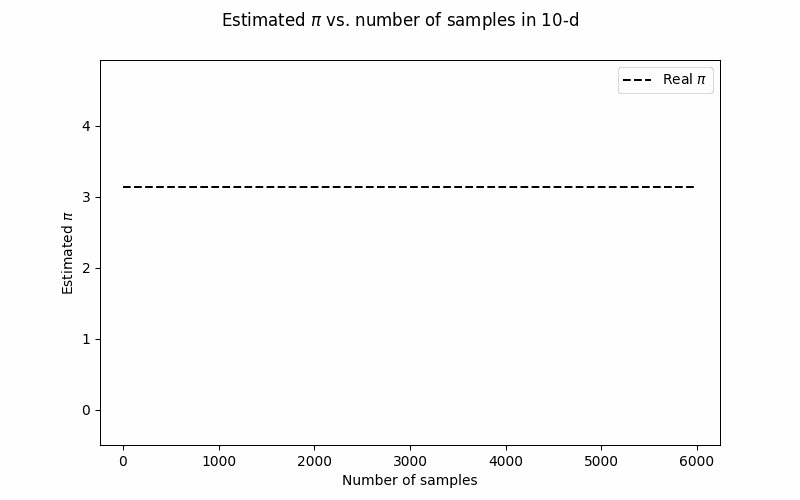 Estimated π vs. number of samples in 10-d
Real π
4
3
2
1
0
Estimated π
0 1000 2000 3000 4000 5000 6000
Number of samples